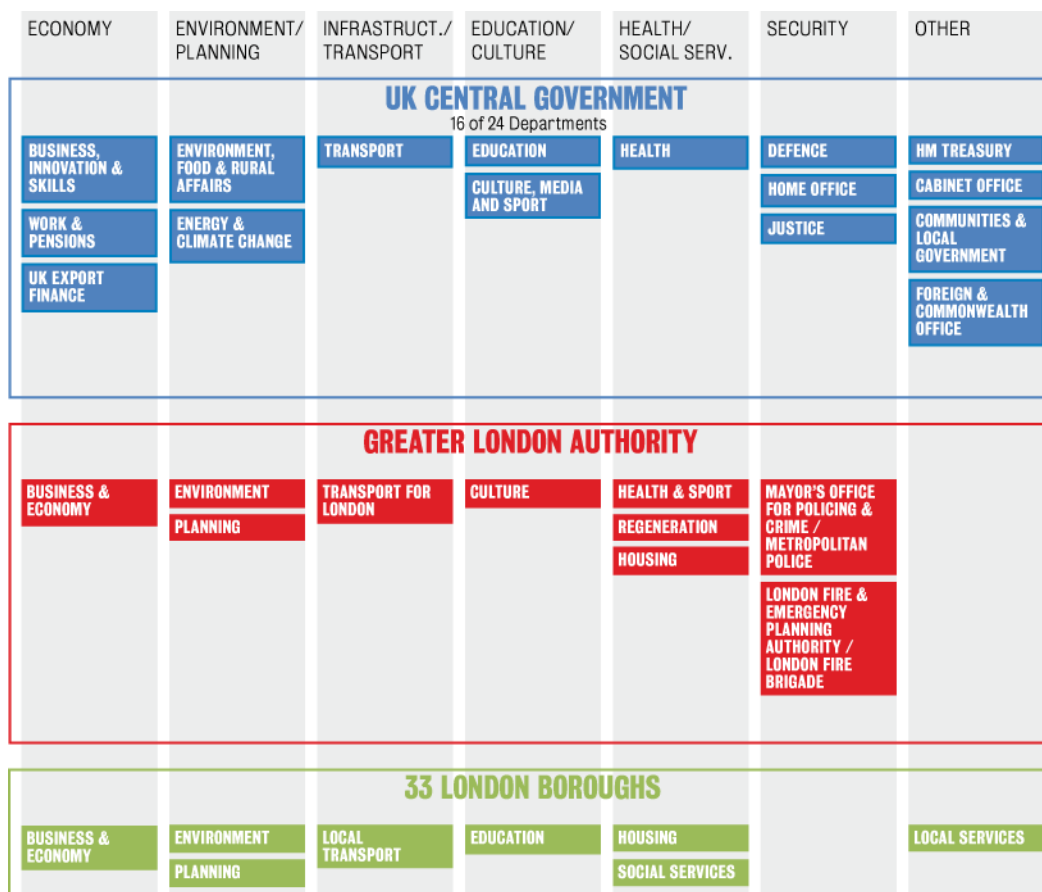 ECONOMY
ENVIRONMENT/
PLANNING
INFRASTRUCT./
TRANSPORT
EDUCATION/
CULTURE
HEALTH/
SOCIAL SERV.
SECURITY
OTHER
UK CENTRAL GOVERNMENT
16 of 24 Departments
BUSINESS,
INNOVATION &
SKILLS
WORK &
PENSIONS
UK EXPORT
FINANCE
ENVIRONMENT,
FOOD & RURAL
AFFAIRS
ENERGY &
CLIMATE CHANGE
TRANSPORT
EDUCATION
CULTURE, MEDIA
AND SPORT
HEALTH
DEFENCE
HOME OFFICE
JUSTICE
HM TREASURY
CABINET OFFICE
COMMUNITIES &
LOCAL
GOVERNMENT
FOREIGN &
COMMONWEALTH
OFFICE
GREATER LONDON AUTHORITY
BUSINESS &
ECONOMY
ENVIRONMENT
PLANNING
TRANSPORT FOR
LONDON
CULTURE
HEALTH & SPORT
REGENERATION
HOUSING
MAYOR'S OFFICE
FOR POLICING &
CRIME /
METROPOLITAN
POLICE
LONDON FIRE &
EMERGENCY
PLANNING
AUTHORITY /
LONDON FIRE
BRIGADE
33 LONDON BOROUGHS
BUSINESS &
ECONOMY
ENVIRONMENT
PLANNING
LOCAL
TRANSPORT
EDUCATION
HOUSING
SOCIAL SERVICES
LOCAL SERVICES